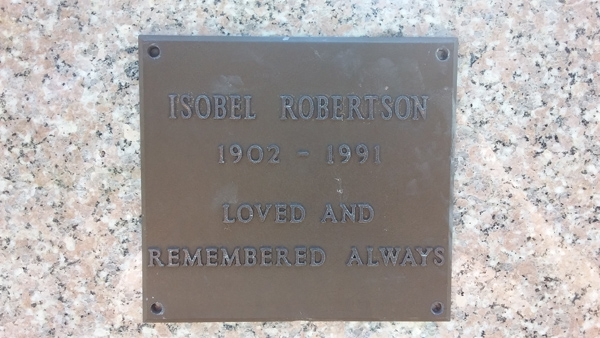 ISOBEL ROBERTSON
1902 - 1991
LOVED AND
REMEMBERED ALWAYS